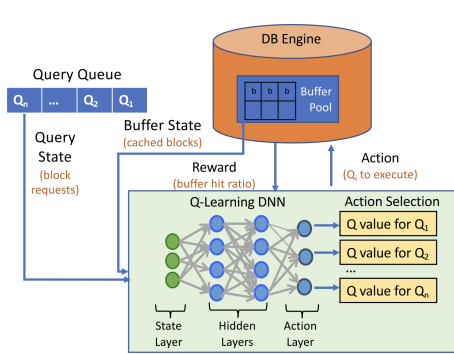 DB Engine
b b b
Buffer
Pool
Query Queue
Qn ... Q2 Q1
Query
State
(block
requests)
Buffer State
(cached blocks)
Reward
(buffer hit ratio)
Action
(Qi to execute)
Q-Learning DNN
Action Selection
Q value for Q1
Q value for Q2
...
Q value for Qn
State
Layer
Hidden
Layers
Action
Layer